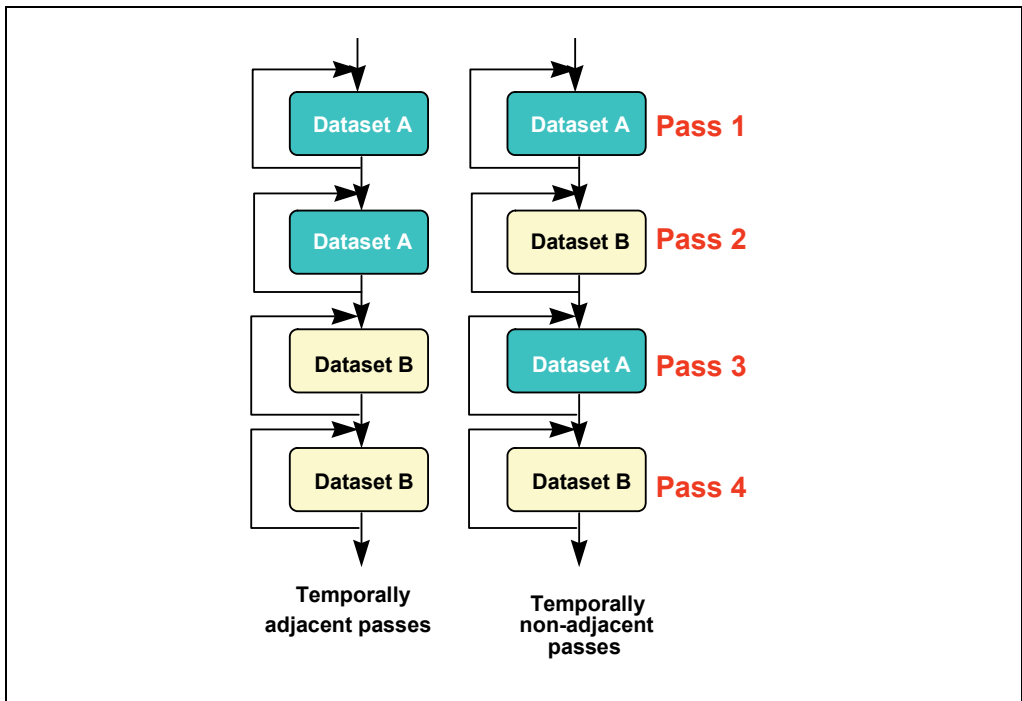 Dataset A
Dataset A
Pass 1
Dataset A
Dataset B
Pass 2
Dataset B
Dataset A
Pass 3
Dataset B
Dataset B
Pass 4
Temporally
adjacent passes
Temporally
non-adjacent
passes